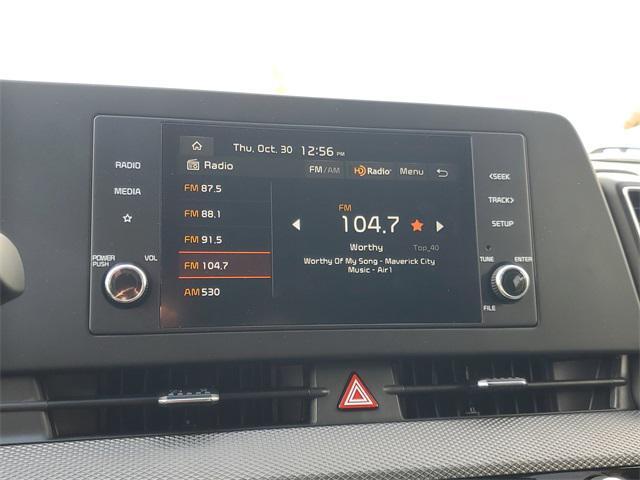 Thu, Oct. 30 12:56 PM
Radio
FM/AM HD Radio Menu
RADIO
MEDIA
POWER PUSH VOL
FM 87.5
FM 88.1
FM 91.5
FM 104.7
AM 530
FM
104.7
Worthy Top_40
Worthy Of My Song - Maverick City
Music - Air1
<SEEK
TRACK>
SETUP
TUNE ENTER
FILE